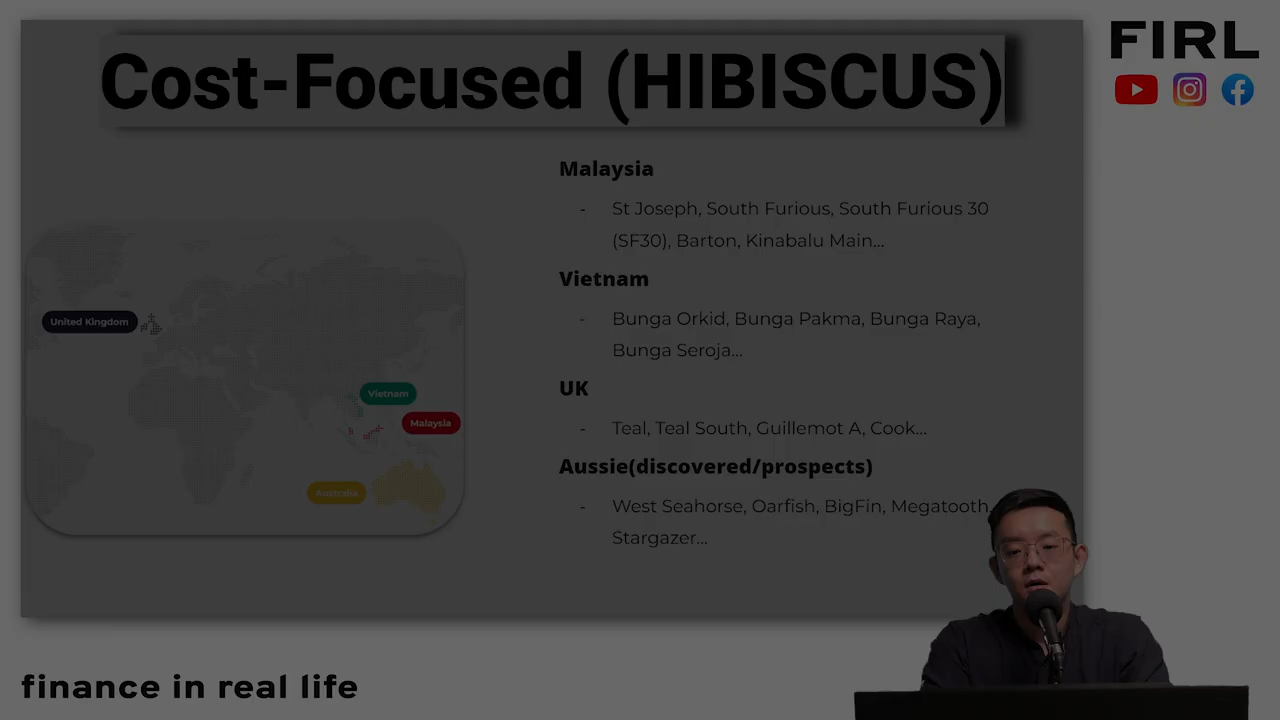 Cost-Focused (HIBISCUS)
FIRL
Malaysia
- St Joseph, South Furious, South Furious 30
(SF30), Barton, Kinabalu Main...
Vietnam
- Bunga Orkid, Bunga Pakma, Bunga Raya,
Bunga Seroja...
UK
- Teal, Teal South, Guillemot A, Cook...
Aussie(discovered/prospects)
- West Seahorse, Oarfish, BigFin, Megatooth,
Stargazer...
United Kingdom
Vietnam
Malaysia
Australia
finance in real life